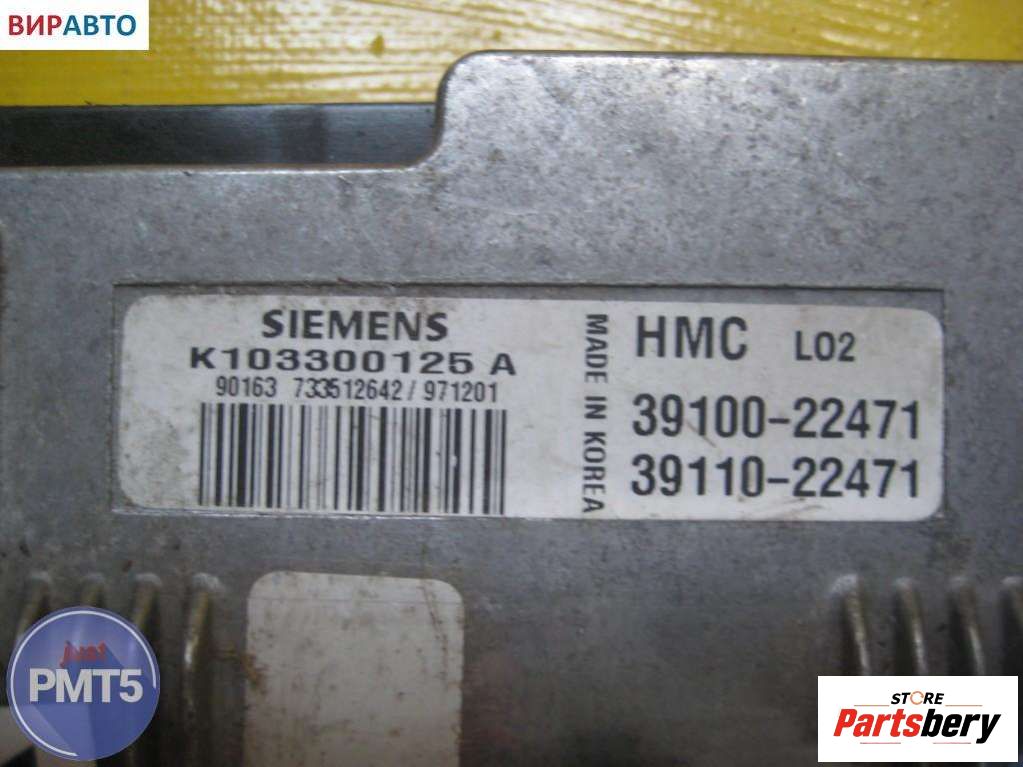 ВИРАВТО
SIEMENS
K103300125 A
90163 733512642 / 971201
MADE IN KOREA
HMC L02
39100-22471
39110-22471
just
PMT5
STORE
Partsbery